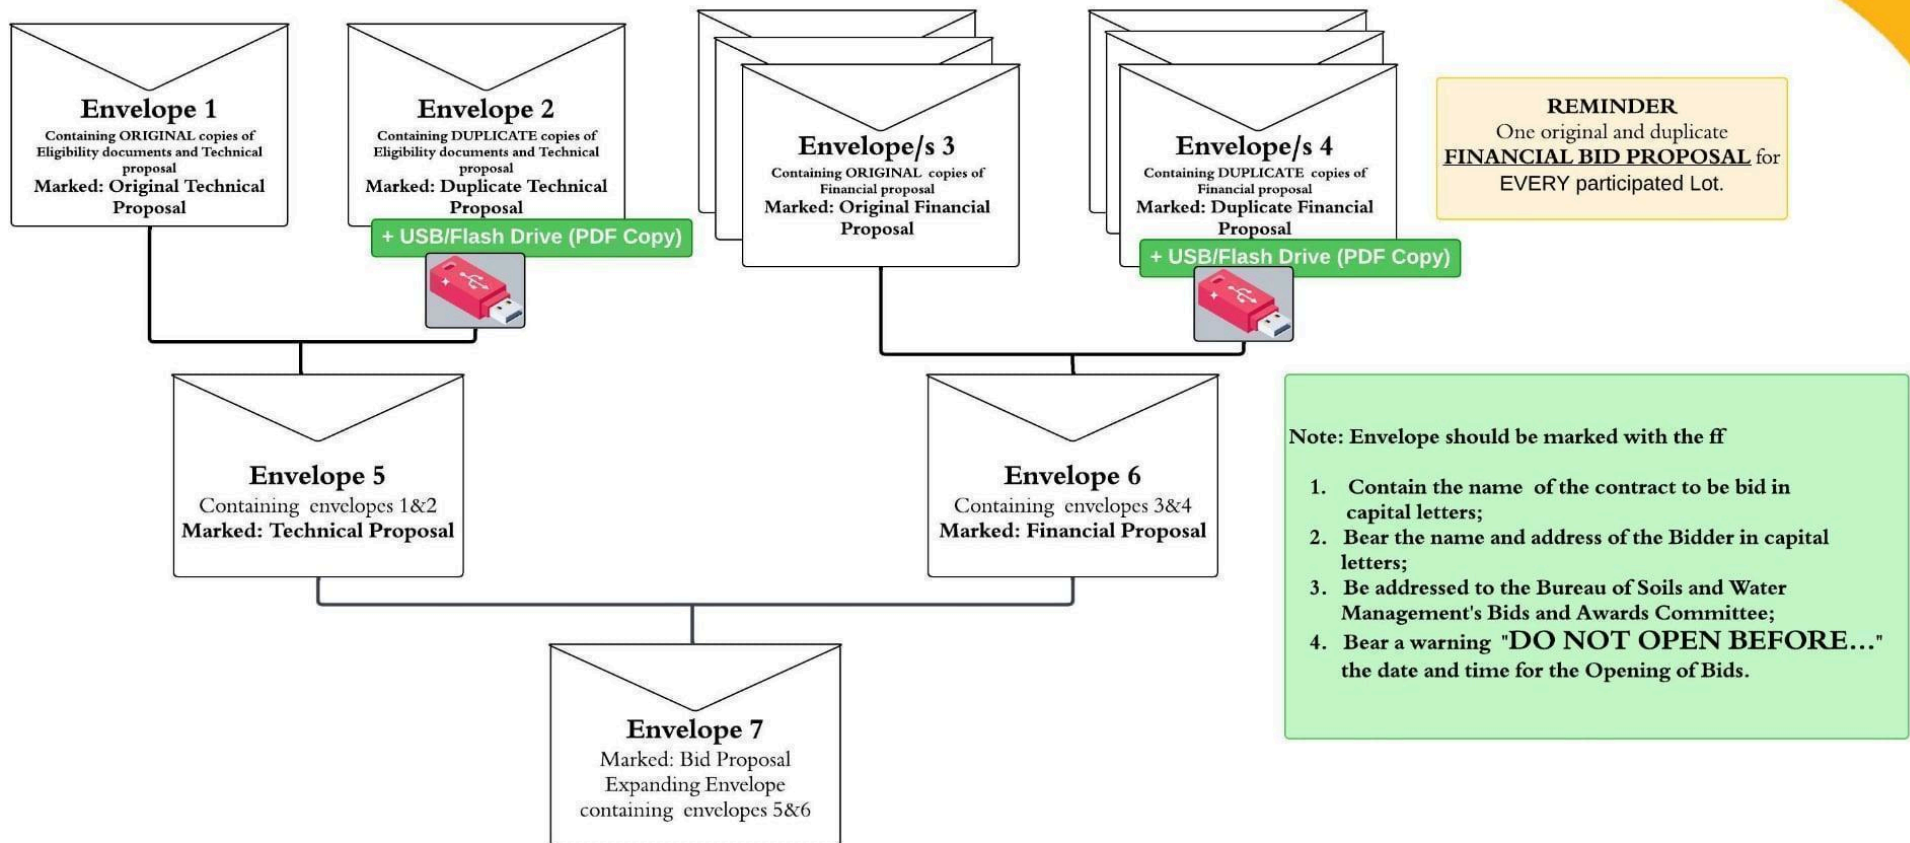 Envelope 1
Containing ORIGINAL copies of
Eligibility documents and Technical
proposal
Marked: Original Technical
Proposal
Envelope 2
Containing DUPLICATE copies of
Eligibility documents and Technical
proposal
Marked: Duplicate Technical
Proposal
+ USB/Flash Drive (PDF Copy)
Envelope/s 3
Containing ORIGINAL copies of
Financial proposal
Marked: Original Financial
Proposal
Envelope/s 4
Containing DUPLICATE copies of
Financial proposal
Marked: Duplicate Financial
Proposal
+ USB/Flash Drive (PDF Copy)
REMINDER
One original and duplicate
FINANCIAL BID PROPOSAL for
EVERY participated Lot.
Envelope 5
Containing envelopes 1&2
Marked: Technical Proposal
Envelope 6
Containing envelopes 3&4
Marked: Financial Proposal
Note: Envelope should be marked with the ff
1. Contain the name of the contract to be bid in
capital letters;
2. Bear the name and address of the Bidder in capital
letters;
3. Be addressed to the Bureau of Soils and Water
Management's Bids and Awards Committee;
4. Bear a warning "DO NOT OPEN BEFORE..."
the date and time for the Opening of Bids.
Envelope 7
Marked: Bid Proposal
Expanding Envelope
containing envelopes 5&6